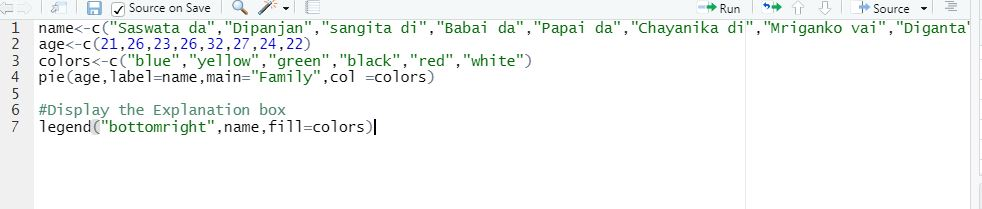 Source on Save Run Source
1 name<-c("Saswata da","Dipanjan","sangita di","Babai da","Papai da","Chayanika di","Mriganko vai","Diganta"
2 age<-c(21,26,23,26,32,27,24,22)
3 colors<-c("blue","yellow","green","black","red","white")
4 pie(age,label=name,main="Family",col =colors)
5
6 #Display the Explanation box
7 legend("bottomright",name,fill=colors)